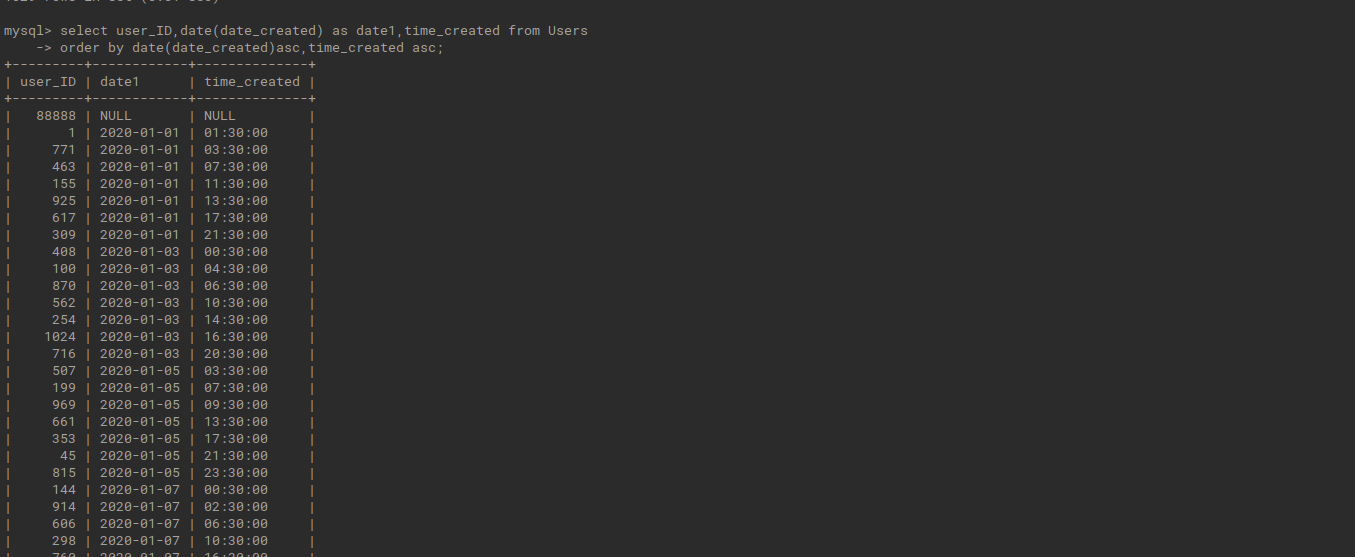 mysql> select user_ID,date(date_created) as date1,time_created from Users
    -> order by date(date_created)asc,time_created asc;
+---------+------------+--------------+
| user_ID | date1      | time_created |
+---------+------------+--------------+
|   88888 | NULL       | NULL         |
|       1 | 2020-01-01 | 01:30:00     |
|     771 | 2020-01-01 | 03:30:00     |
|     463 | 2020-01-01 | 07:30:00     |
|     155 | 2020-01-01 | 11:30:00     |
|     925 | 2020-01-01 | 13:30:00     |
|     617 | 2020-01-01 | 17:30:00     |
|     309 | 2020-01-01 | 21:30:00     |
|     408 | 2020-01-03 | 00:30:00     |
|     100 | 2020-01-03 | 04:30:00     |
|     870 | 2020-01-03 | 06:30:00     |
|     562 | 2020-01-03 | 10:30:00     |
|     254 | 2020-01-03 | 14:30:00     |
|    1024 | 2020-01-03 | 16:30:00     |
|     716 | 2020-01-03 | 20:30:00     |
|     507 | 2020-01-05 | 03:30:00     |
|     199 | 2020-01-05 | 07:30:00     |
|     969 | 2020-01-05 | 09:30:00     |
|     661 | 2020-01-05 | 13:30:00     |
|     353 | 2020-01-05 | 17:30:00     |
|      45 | 2020-01-05 | 21:30:00     |
|     815 | 2020-01-05 | 23:30:00     |
|     144 | 2020-01-07 | 00:30:00     |
|     914 | 2020-01-07 | 02:30:00     |
|     606 | 2020-01-07 | 06:30:00     |
|     298 | 2020-01-07 | 10:30:00     |